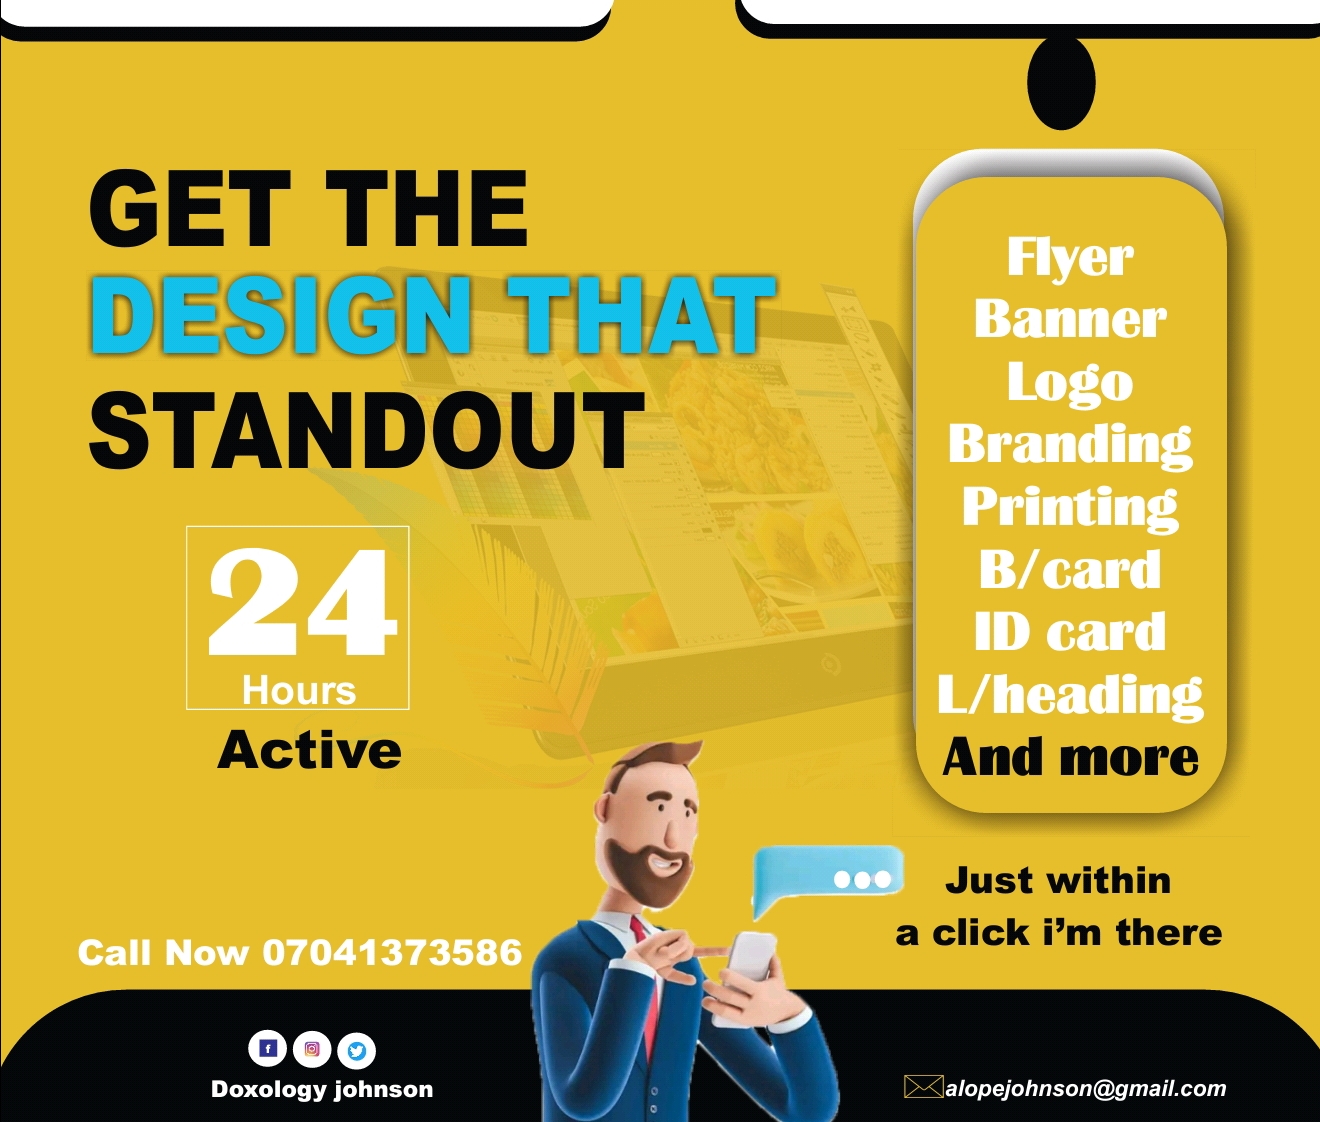 GET THE
DESIGN THAT
STANDOUT
24
Hours
Active
Flyer
Banner
Logo
Branding
Printing
B/card
ID card
L/heading
And more
Just within
a click i'm there
Call Now 07041373586
Doxology johnson
alopejohnson@gmail.com